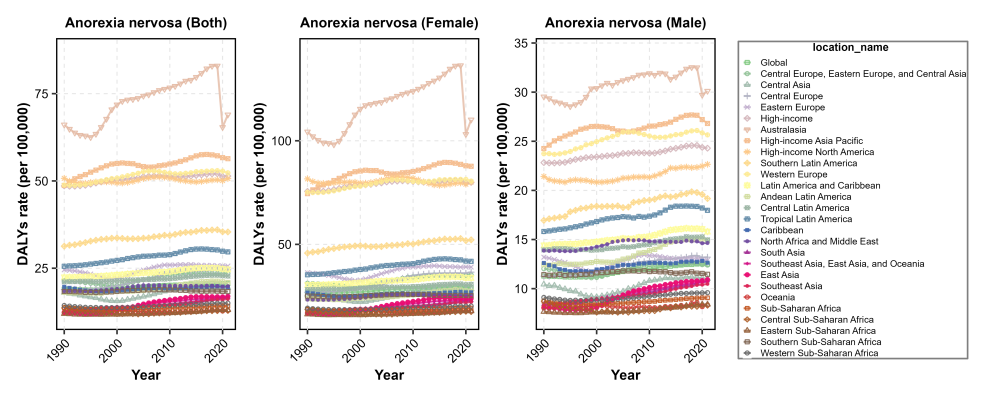 Anorexia nervosa (Both)
DALYs rate (per 100,000)
75
50
25
1990
2000
2010
2020
Year
Anorexia nervosa (Female)
DALYs rate (per 100,000)
100
50
1990
2000
2010
2020
Year
Anorexia nervosa (Male)
DALYs rate (per 100,000)
35
30
25
20
15
10
1990
2000
2010
2020
Year
location_name
Global
Central Europe, Eastern Europe, and Central Asia
Central Asia
Central Europe
Eastern Europe
High-income
Australasia
High-income Asia Pacific
High-income North America
Southern Latin America
Western Europe
Latin America and Caribbean
Andean Latin America
Central Latin America
Tropical Latin America
Caribbean
North Africa and Middle East
South Asia
Southeast Asia, East Asia, and Oceania
East Asia
Southeast Asia
Oceania
Sub-Saharan Africa
Central Sub-Saharan Africa
Eastern Sub-Saharan Africa
Southern Sub-Saharan Africa
Western Sub-Saharan Africa